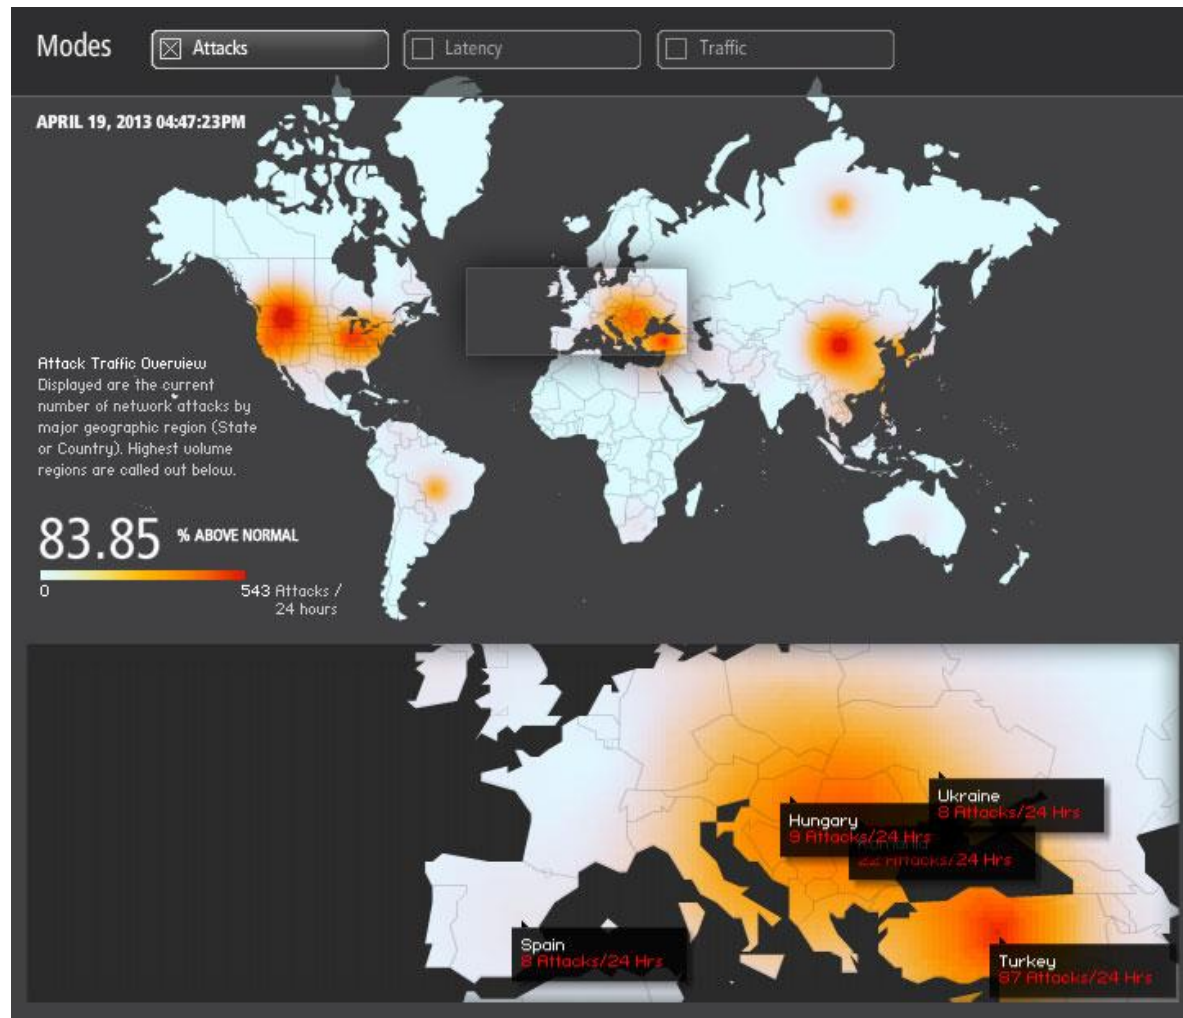 Modes
Attacks
Latency
Traffic
APRIL 19, 2013 04:47:23PM
Attack Traffic Overview
Displayed are the current
number of network attacks by
major geographic region (State
or Country). Highest volume
regions are called out below.
83.85 % ABOVE NORMAL
0
543 Attacks /
24 hours
Ukraine
8 Attacks/24 Hrs
Hungary
9 Attacks/24 Hrs
22 Attacks/24 Hrs
Spain
8 Attacks/24 Hrs
Turkey
87 Attacks/24 Hrs